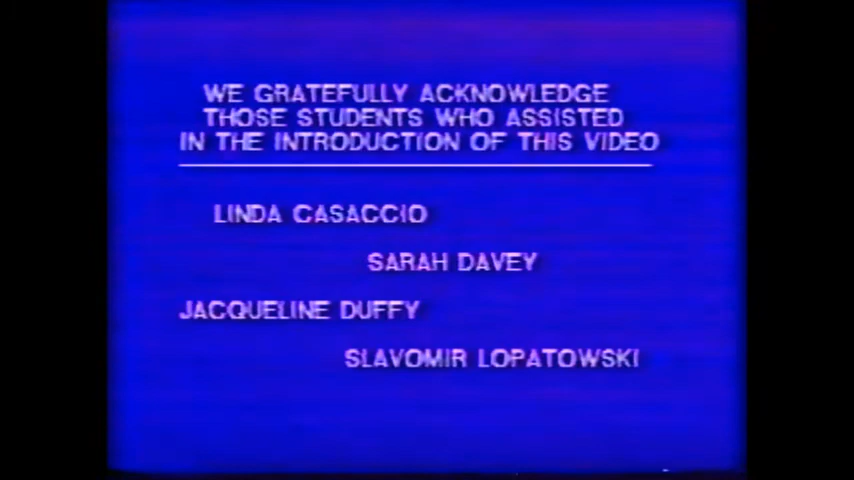 WE GRATEFULLY ACKNOWLEDGE
THOSE STUDENTS WHO ASSISTED
IN THE INTRODUCTION OF THIS VIDEO
LINDA CASACCIO
SARAH DAVEY
JACQUELINE DUFFY
SLAVOMIR LOPATOWSKI